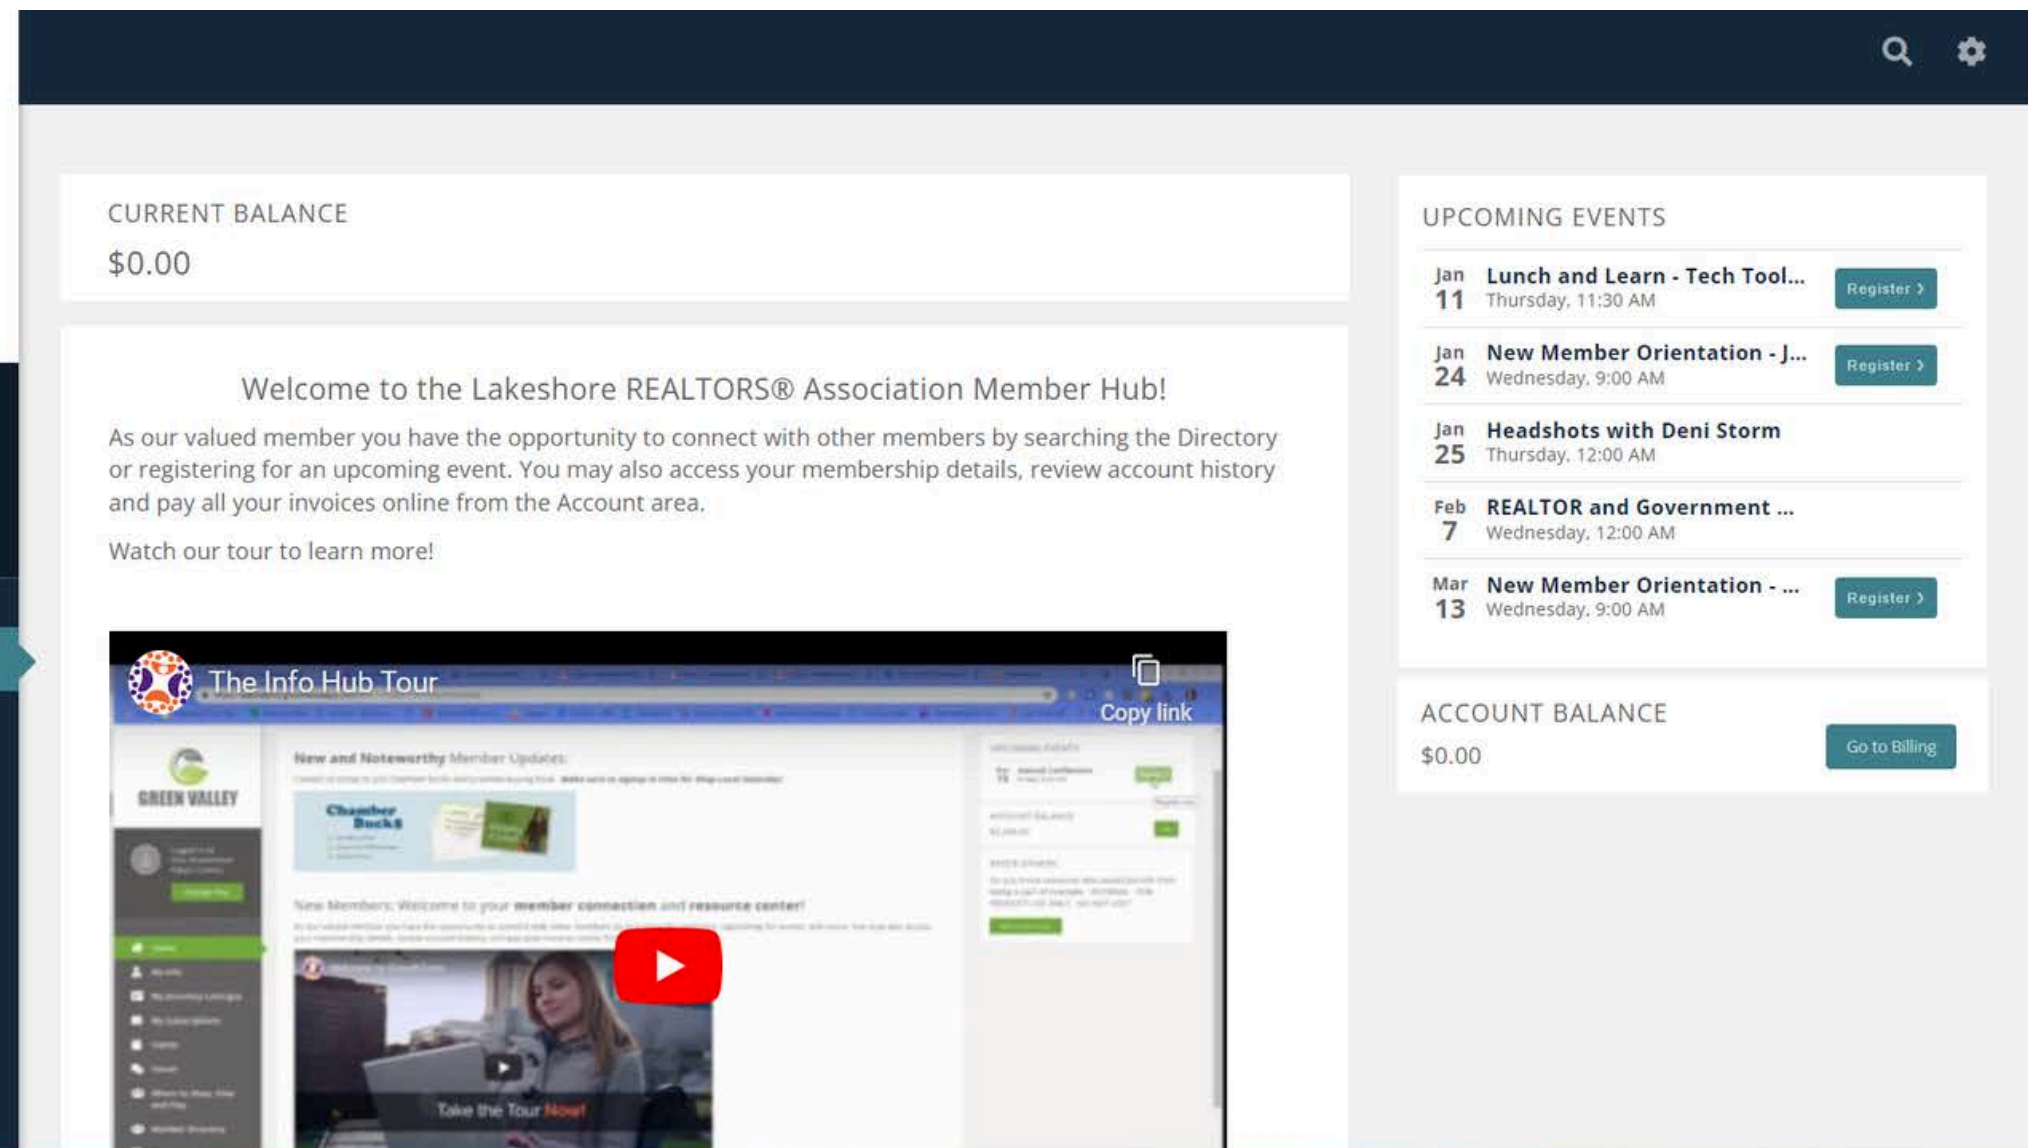 CURRENT BALANCE
$0.00
Welcome to the Lakeshore REALTORS® Association Member Hub!
As our valued member you have the opportunity to connect with other members by searching the Directory
or registering for an upcoming event. You may also access your membership details, review account history
and pay all your invoices online from the Account area.
Watch our tour to learn more!
The Info Hub Tour
Copy link
GREEN VALLEY
New and Noteworthy Member Updates:
Chamber
Bucks
New Members: Welcome to your member connection and resource center!
Take the Tour Now!
UPCOMING EVENTS
Jan
11
Lunch and Learn - Tech Tool...
Thursday, 11:30 AM
Register >
Jan
24
New Member Orientation - J...
Wednesday, 9:00 AM
Register >
Jan
25
Headshots with Deni Storm
Thursday, 12:00 AM
Feb
7
REALTOR and Government ...
Wednesday, 12:00 AM
Mar
13
New Member Orientation - ...
Wednesday, 9:00 AM
Register >
ACCOUNT BALANCE
$0.00
Go to Billing